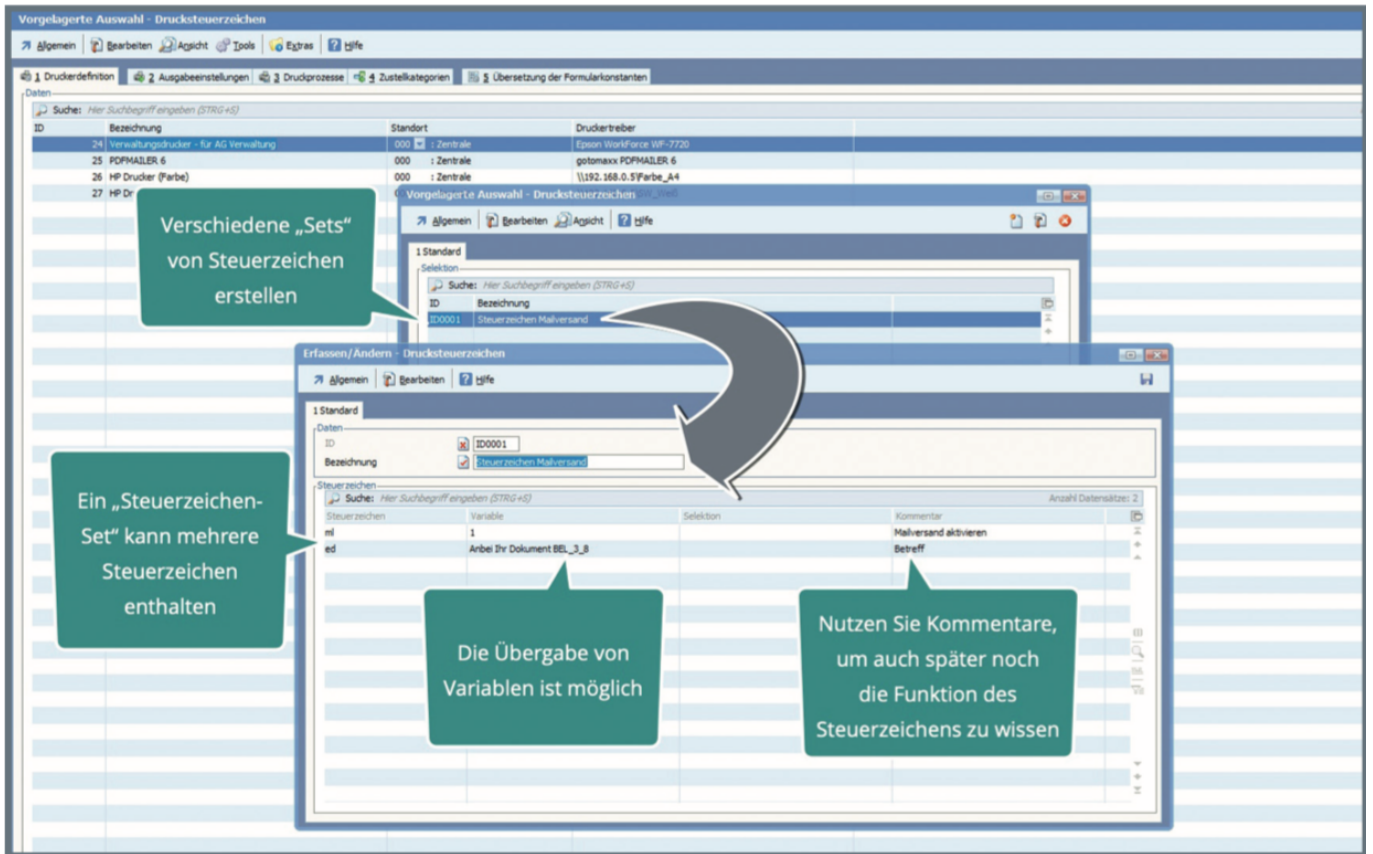 Vorgelagerte Auswahl - Drucksteuerzeichen
Allgemein Bearbeiten Ansicht Tools Extras Hilfe
1 Druckerdefinition 2 Ausgabeeinstellungen 3 Druckprozesse 4 Zustellkategorien 5 Übersetzung der Formularkonstanten
Daten
Suche: Hier Suchbegriff eingeben (STRG+S)
ID Bezeichnung Standort Druckertreiber
24 Verwaltungsdrucker - für AG Verwaltung 000 : Zentrale Epson WorkForce WF-7720
25 PDFMAILER 6 000 : Zentrale gotomaxx PDFMAILER 6
26 HP Drucker (Farbe) 000 : Zentrale \\192.168.0.5\Farbe_A4
27 HP Dr
Verschiedene „Sets“
von Steuerzeichen
erstellen
Vorgelagerte Auswahl - Drucksteuerzeichen
Allgemein Bearbeiten Ansicht Hilfe
1 Standard
Selektion
Suche: Hier Suchbegriff eingeben (STRG+S)
ID Bezeichnung
ID0001 Steuerzeichen Mailversand
Erfassen/Ändern - Drucksteuerzeichen
Allgemein Bearbeiten Hilfe
1 Standard
Daten
ID ID0001
Bezeichnung Steuerzeichen Mailversand
Steuerzeichen
Suche: Hier Suchbegriff eingeben (STRG+S) Anzahl Datensätze: 2
Steuerzeichen Variable Selektion Kommentar
ml 1 Mailversand aktivieren
ed Anbei Ihr Dokument BEL_3_8 Betreff
Ein „Steuerzeichen-
Set“ kann mehrere
Steuerzeichen
enthalten
Die Übergabe von
Variablen ist möglich
Nutzen Sie Kommentare,
um auch später noch
die Funktion des
Steuerzeichens zu wissen